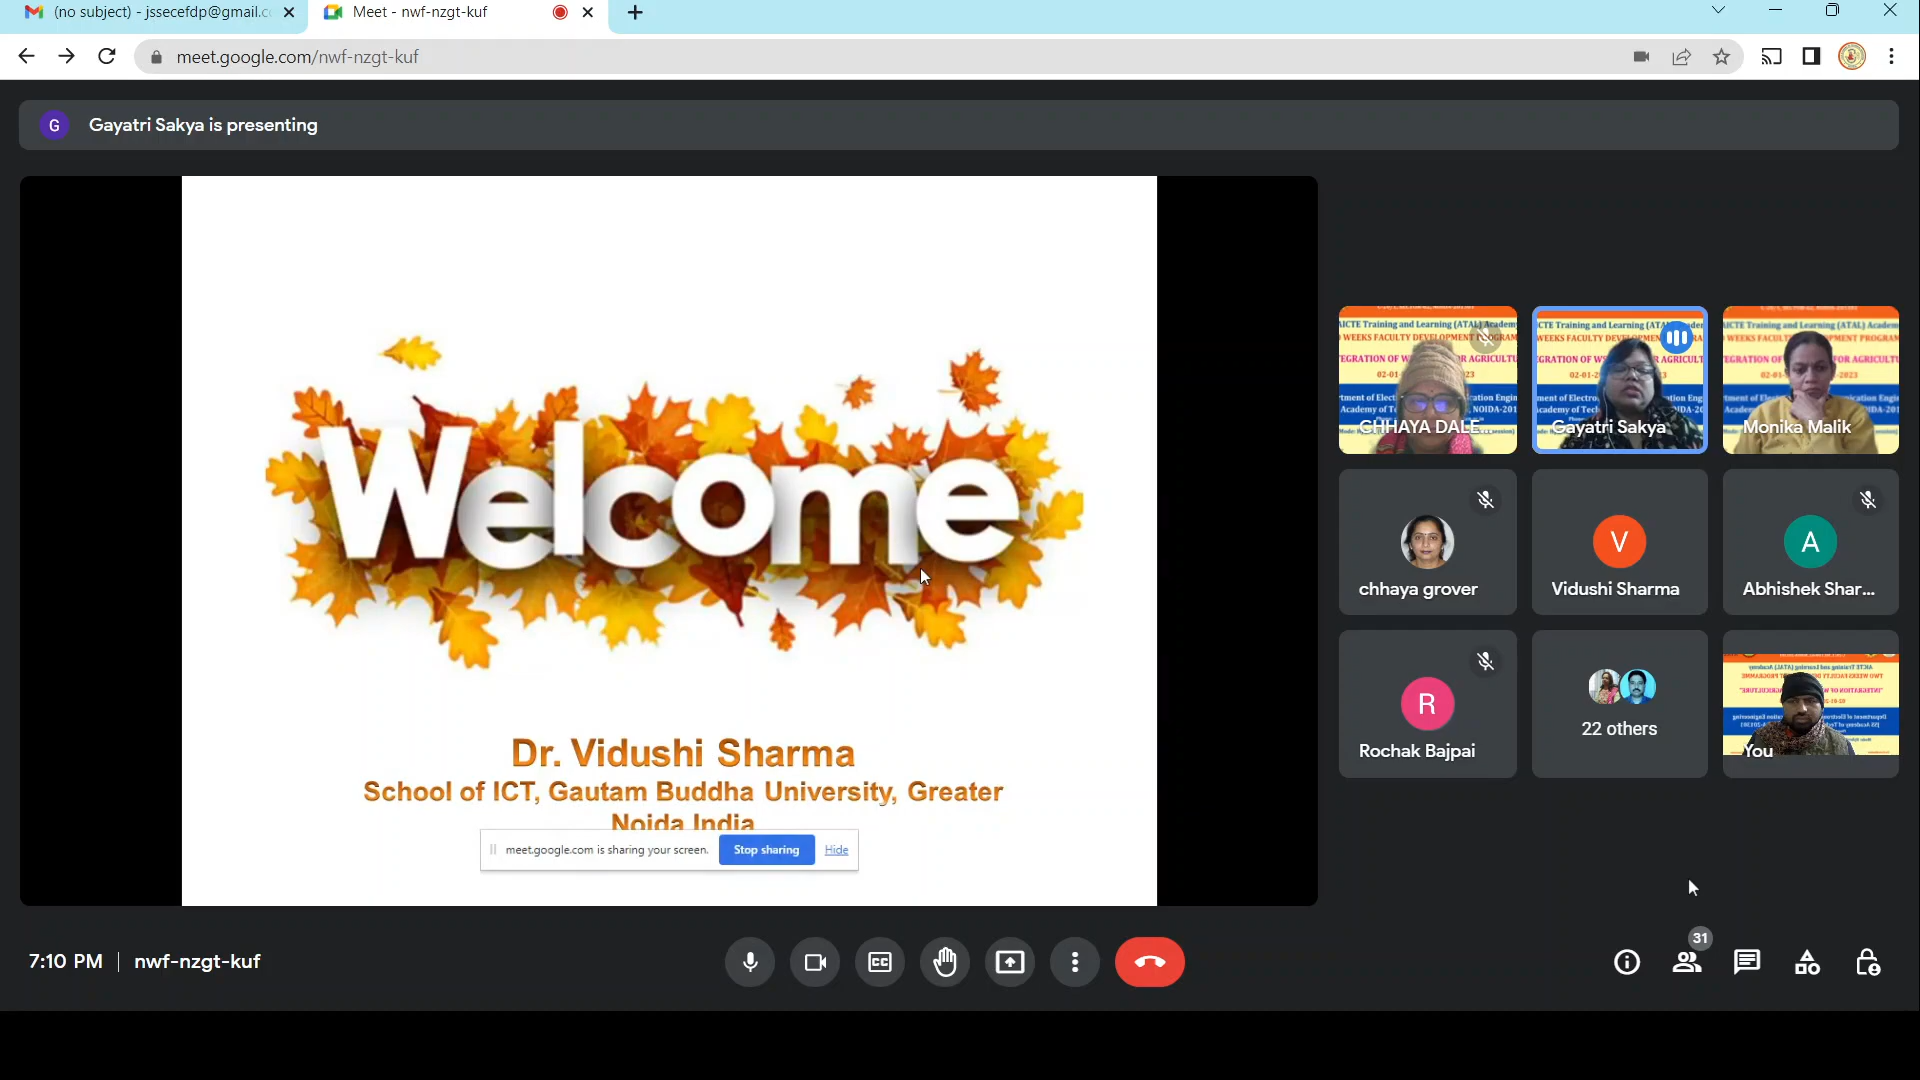 (no subject) - jssecefdp@gmail.c
Meet - nwf-nzgt-kuf
meet.google.com/nwf-nzgt-kuf
G
Gayatri Sakya is presenting
Welcome
Dr. Vidushi Sharma
School of ICT, Gautam Buddha University, Greater
Noida India
meet.google.com is sharing your screen.
Stop sharing
Hide
CHHAYA DALE...
Gayatri Sakya
Monika Malik
chhaya grover
V
Vidushi Sharma
A
Abhishek Shar...
R
Rochak Bajpai
22 others
You
7:10 PM
nwf-nzgt-kuf
CC
31